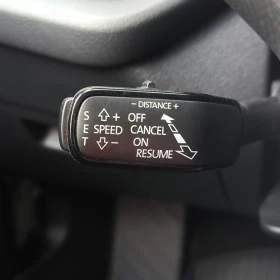 − DISTANCE +
S ⇧ + OFF
E SPEED CANCEL
T ⇩ − ON
RESUME